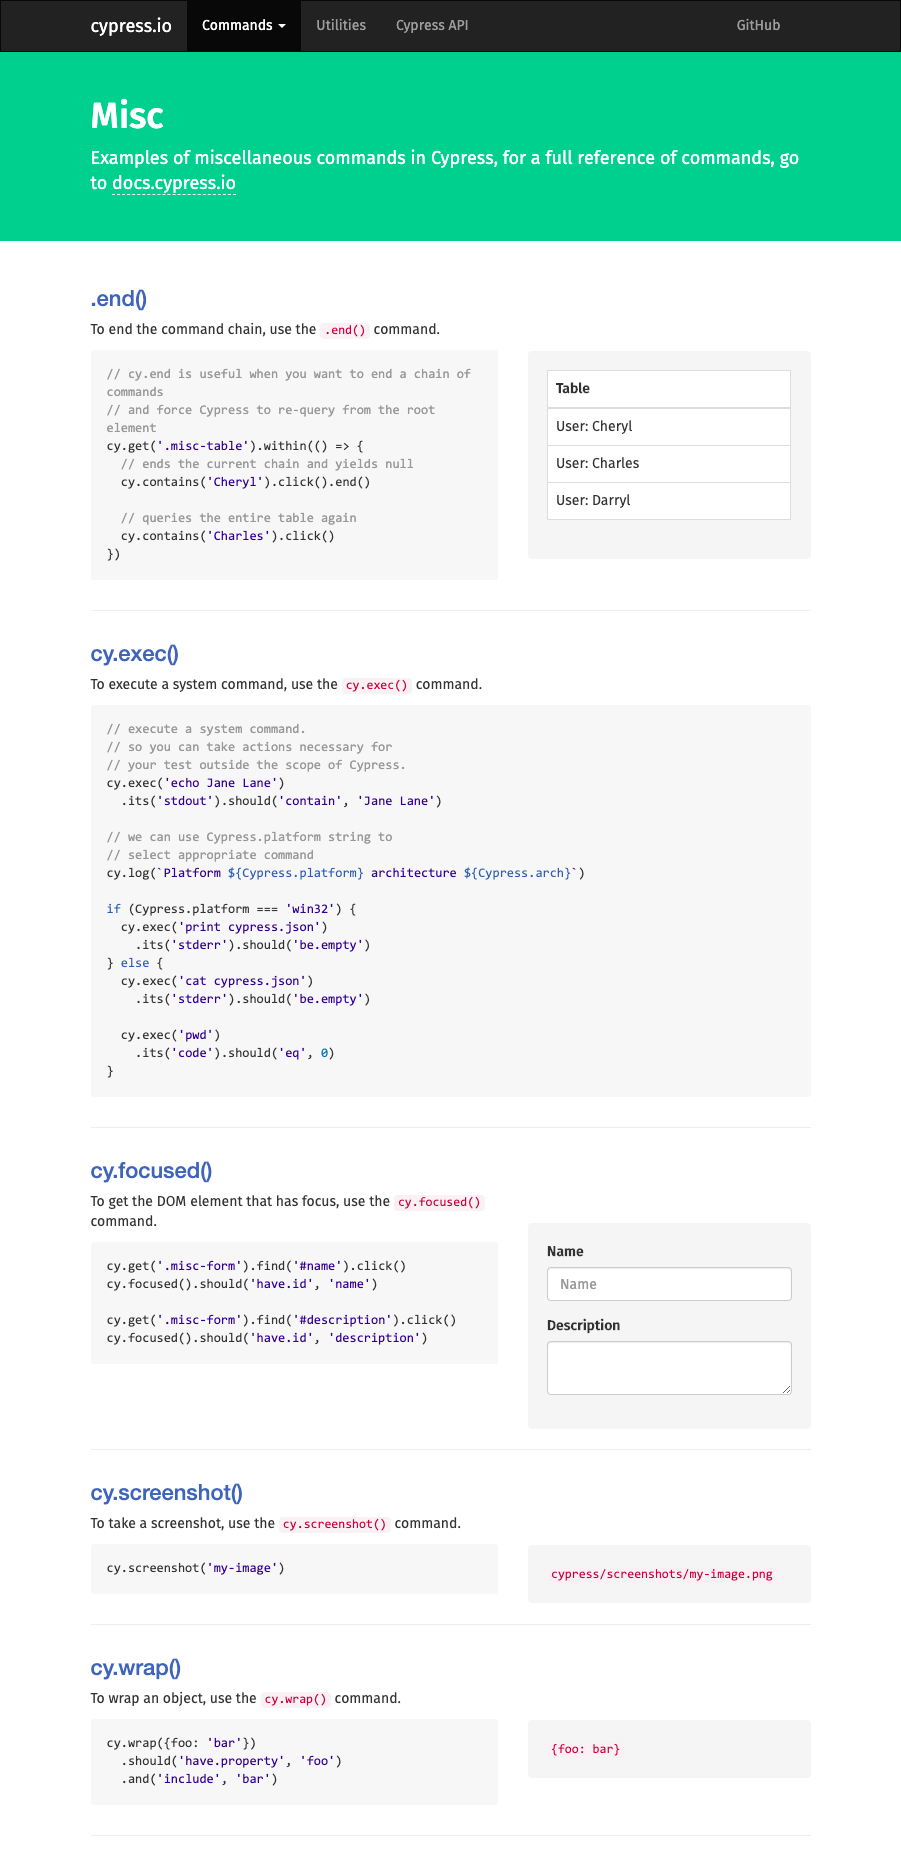 cypress.io Commands Utilities Cypress API GitHub
Misc
Examples of miscellaneous commands in Cypress, for a full reference of commands, go
to docs.cypress.io
.end()
To end the command chain, use the .end() command.
// cy.end is useful when you want to end a chain of
commands
// and force Cypress to re-query from the root
element
cy.get('.misc-table').within(() => {
  // ends the current chain and yields null
  cy.contains('Cheryl').click().end()

  // queries the entire table again
  cy.contains('Charles').click()
})
Table
User: Cheryl
User: Charles
User: Darryl
cy.exec()
To execute a system command, use the cy.exec() command.
// execute a system command.
// so you can take actions necessary for
// your test outside the scope of Cypress.
cy.exec('echo Jane Lane')
  .its('stdout').should('contain', 'Jane Lane')

// we can use Cypress.platform string to
// select appropriate command
cy.log(`Platform ${Cypress.platform} architecture ${Cypress.arch}`)

if (Cypress.platform === 'win32') {
  cy.exec('print cypress.json')
    .its('stderr').should('be.empty')
} else {
  cy.exec('cat cypress.json')
    .its('stderr').should('be.empty')

  cy.exec('pwd')
    .its('code').should('eq', 0)
}
cy.focused()
To get the DOM element that has focus, use the cy.focused()
command.
cy.get('.misc-form').find('#name').click()
cy.focused().should('have.id', 'name')

cy.get('.misc-form').find('#description').click()
cy.focused().should('have.id', 'description')
Name
Name
Description
cy.screenshot()
To take a screenshot, use the cy.screenshot() command.
cy.screenshot('my-image')
cypress/screenshots/my-image.png
cy.wrap()
To wrap an object, use the cy.wrap() command.
cy.wrap({foo: 'bar'})
  .should('have.property', 'foo')
  .and('include', 'bar')
{foo: bar}